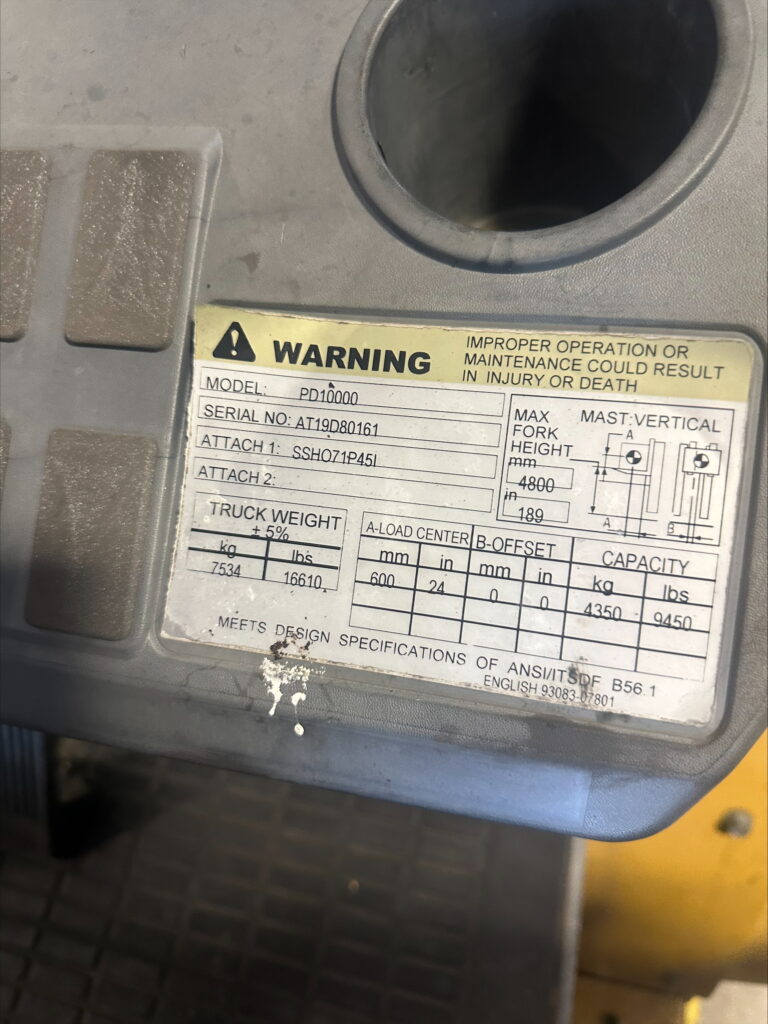 WARNING
IMPROPER OPERATION OR
MAINTENANCE COULD RESULT
IN INJURY OR DEATH
MODEL: PD10000
SERIAL NO: AT19D80161
ATTACH 1: SSHO71P45I
ATTACH 2:
MAX
FORK
HEIGHT
mm
4800
in
189
MAST:VERTICAL
A
A
B
TRUCK WEIGHT
± 5%
kg lbs
7534 16610
A-LOAD CENTER B-OFFSET CAPACITY
mm in mm in kg lbs
600 24 0 0 4350 9450
MEETS DESIGN SPECIFICATIONS OF ANSI/ITSDF B56.1
ENGLISH 93083-07801